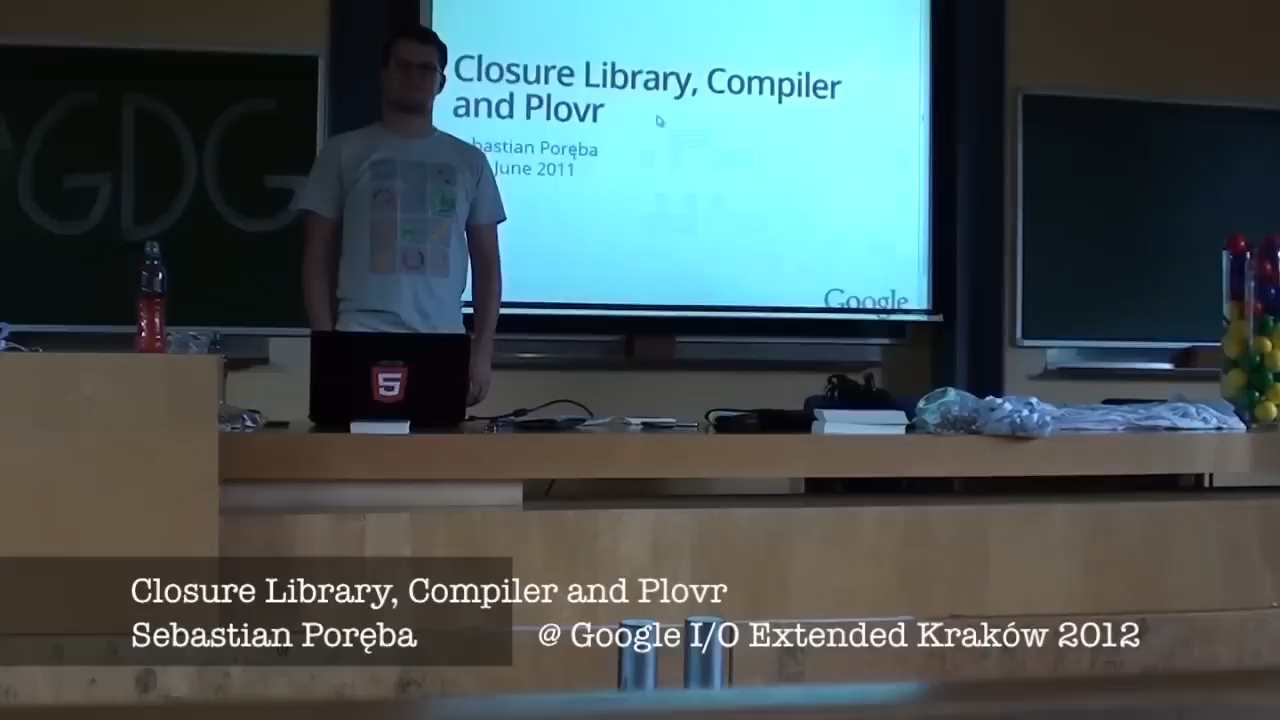 GDG
Closure Library, Compiler
and Plovr
bastian Poręba
June 2011
Google
5
Closure Library, Compiler and Plovr
Sebastian Poręba @ Google I/O Extended Kraków 2012